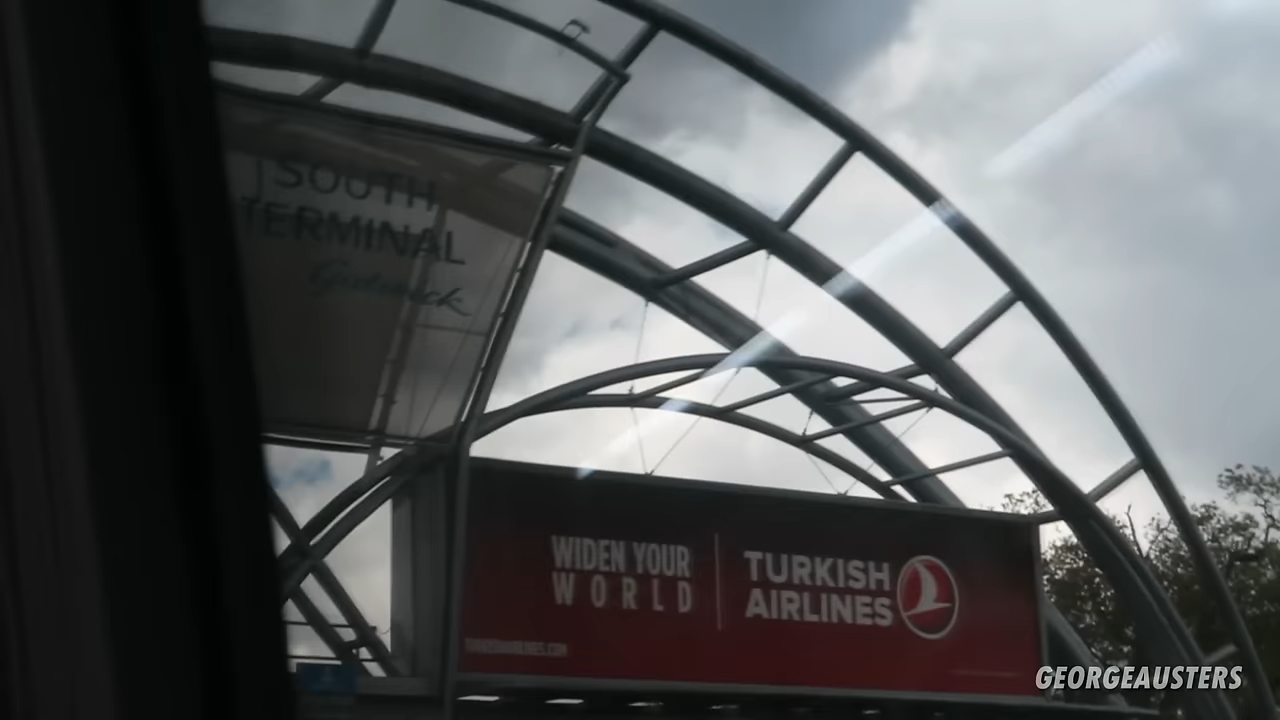 SOUTH
TERMINAL
Gatwick
WIDEN YOUR
WORLD
TURKISH
AIRLINES
GEORGEAUSTERS